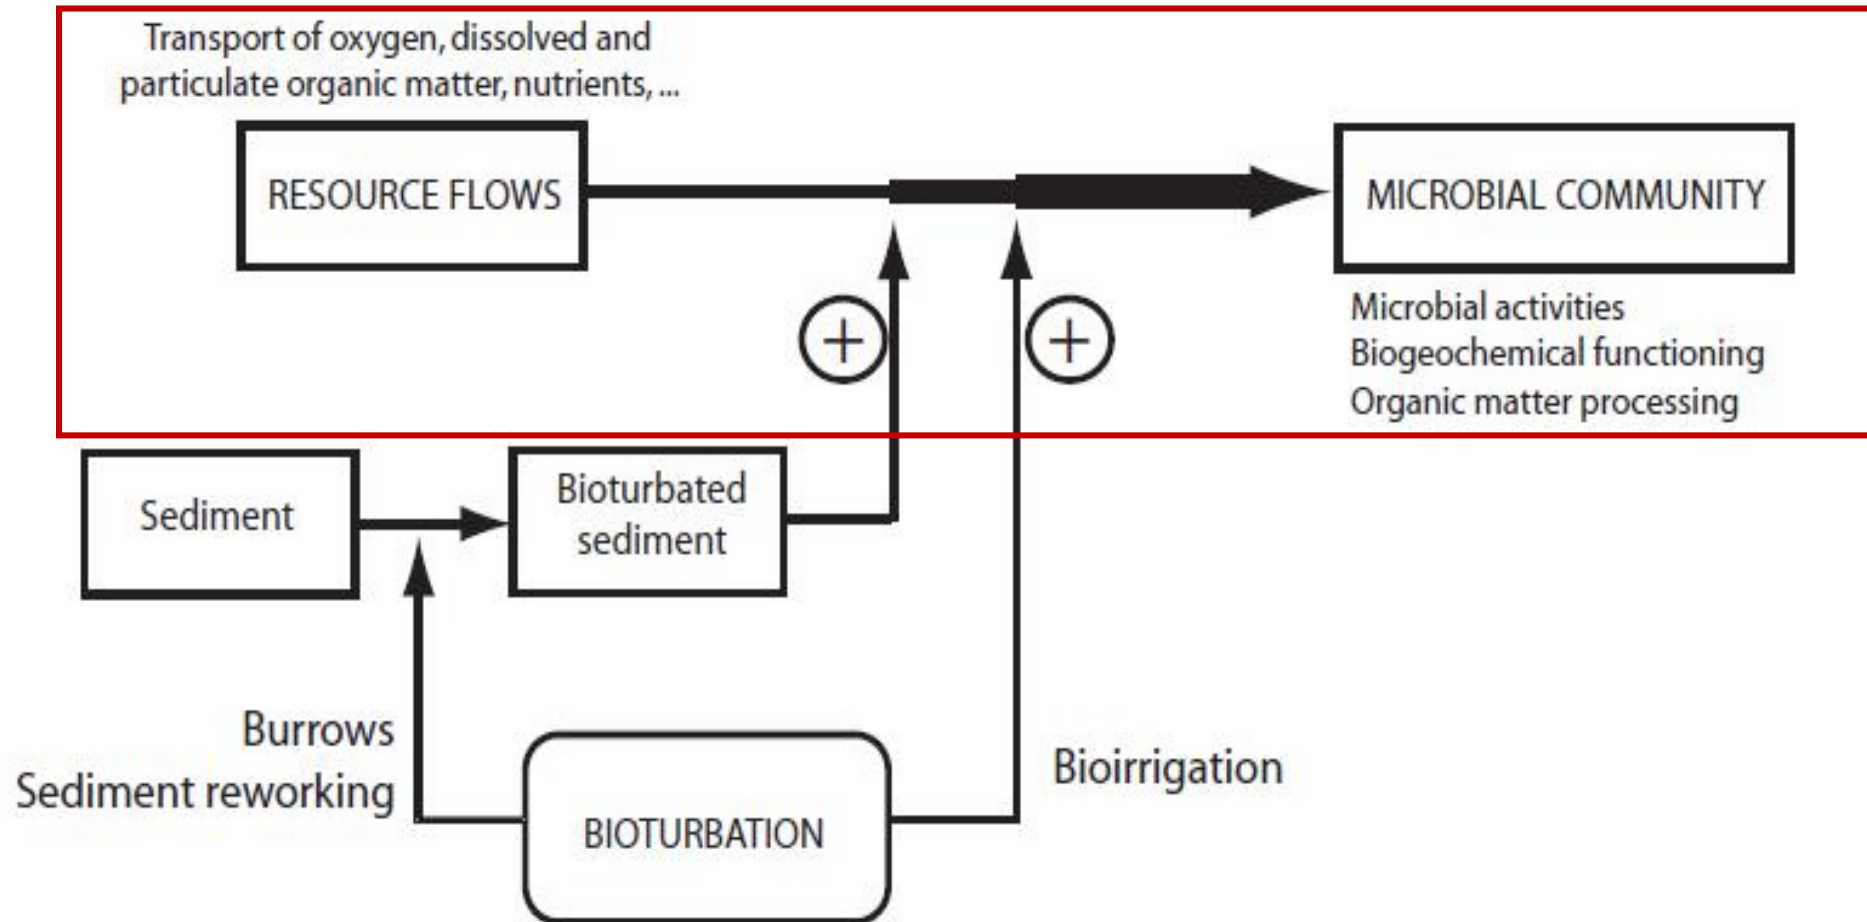 Transport of oxygen, dissolved and
particulate organic matter, nutrients, ...
RESOURCE FLOWS
MICROBIAL COMMUNITY
+
+
Microbial activities
Biogeochemical functioning
Organic matter processing
Sediment
Bioturbated
sediment
Burrows
Sediment reworking
BIOTURBATION
Bioirrigation